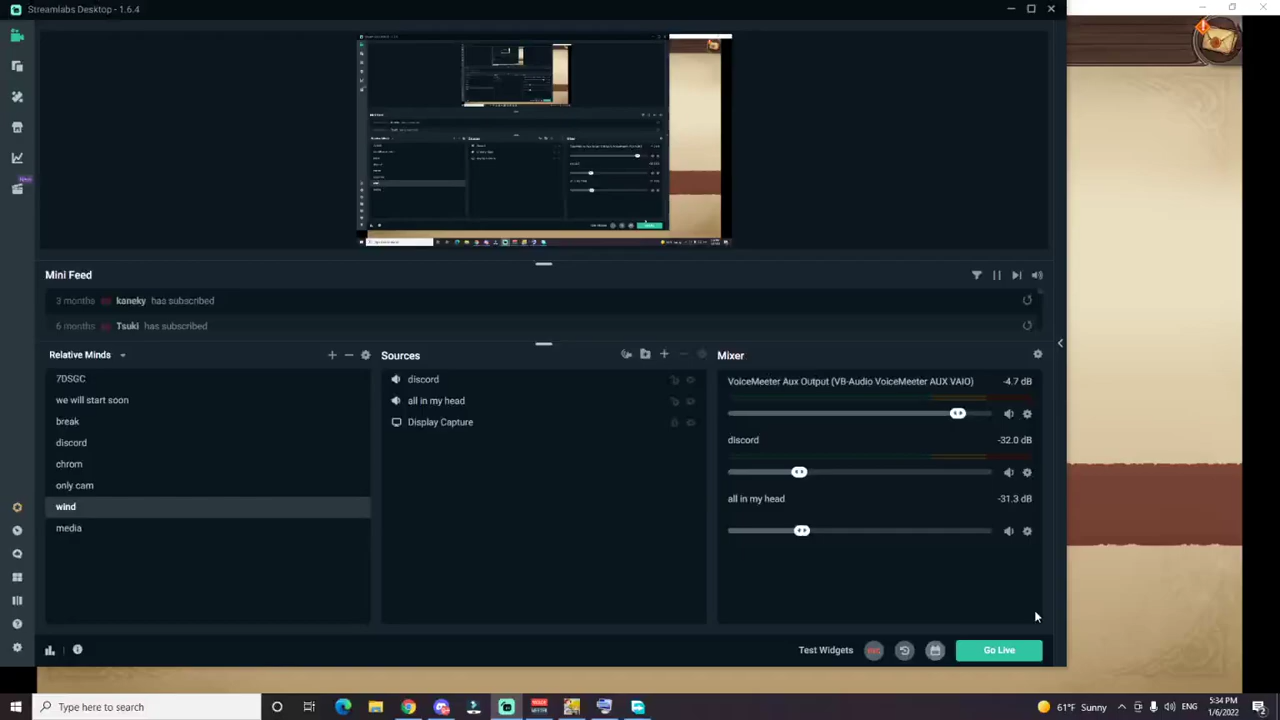 Streamlabs Desktop - 1.6.4
Mini Feed
3 months kaneky has subscribed
6 months Tsuki has subscribed
Relative Minds
7DSGC
we will start soon
break
discord
chrom
only cam
wind
media
Sources
discord
all in my head
Display Capture
Mixer
VoiceMeeter Aux Output (VB-Audio VoiceMeeter AUX VAIO) -4.7 dB
discord -32.0 dB
all in my head -31.3 dB
Test Widgets REC Go Live
Type here to search
61°F Sunny
ENG
5:34 PM
1/6/2022
2